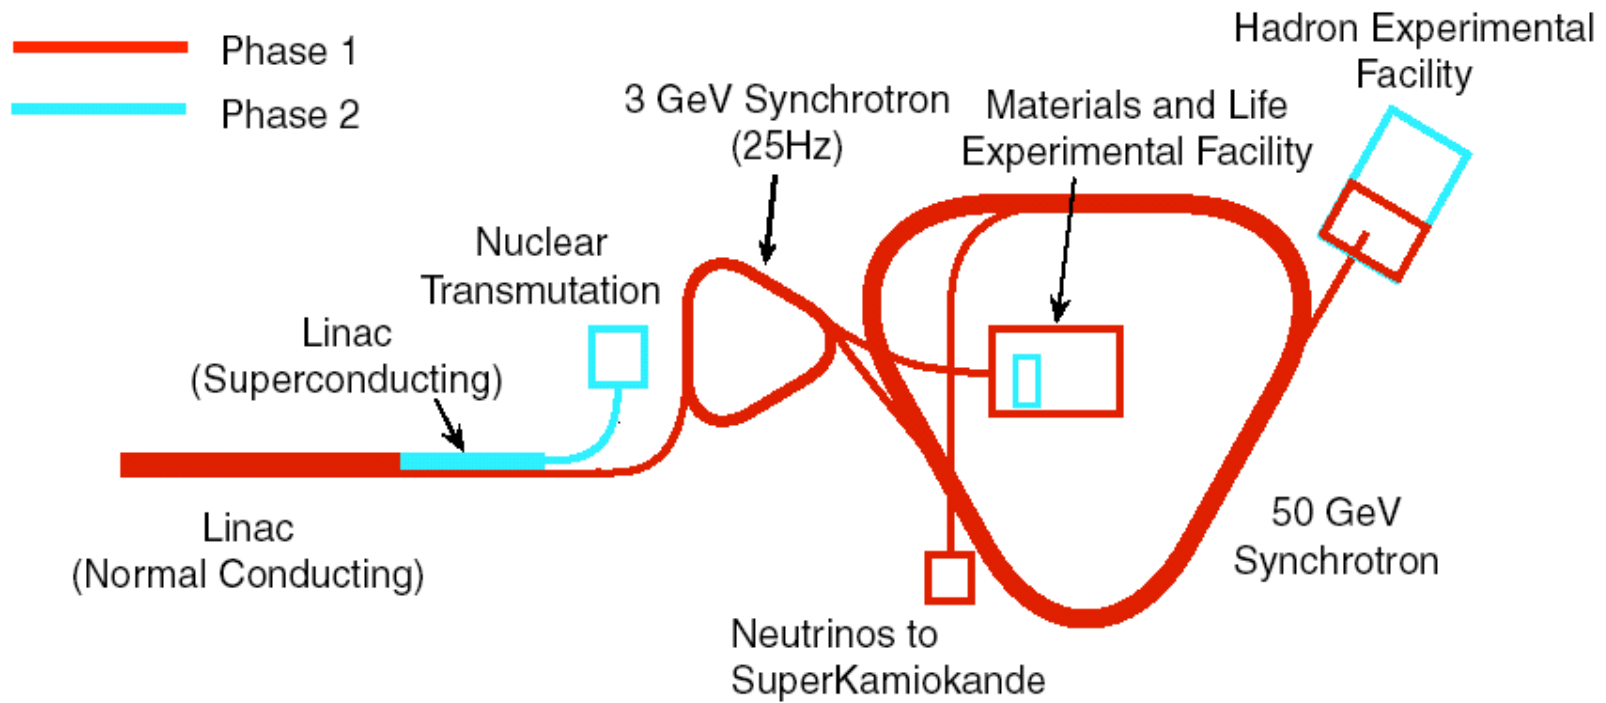 Phase 1
Phase 2
Hadron Experimental
Facility
3 GeV Synchrotron
(25Hz)
Materials and Life
Experimental Facility
Nuclear
Transmutation
Linac
(Superconducting)
Linac
(Normal Conducting)
50 GeV
Synchrotron
Neutrinos to
SuperKamiokande